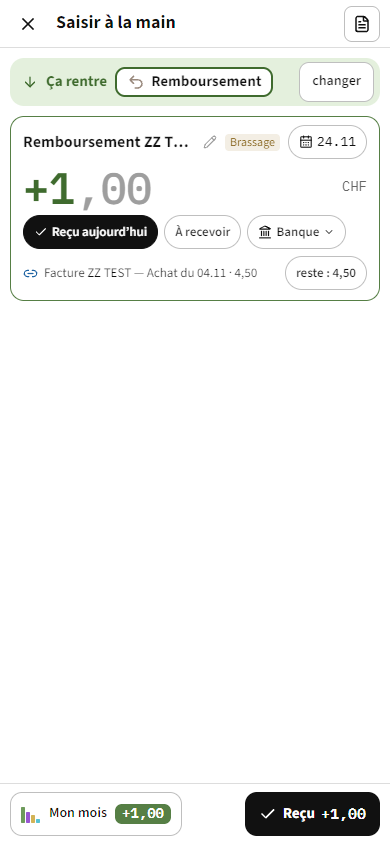 Saisir à la main
Ça rentre Remboursement changer
Remboursement ZZ T... Brassage 24.11
+1,00 CHF
Reçu aujourd'hui À recevoir Banque
Facture ZZ TEST — Achat du 04.11 · 4,50 reste : 4,50
Mon mois +1,00 Reçu +1,00